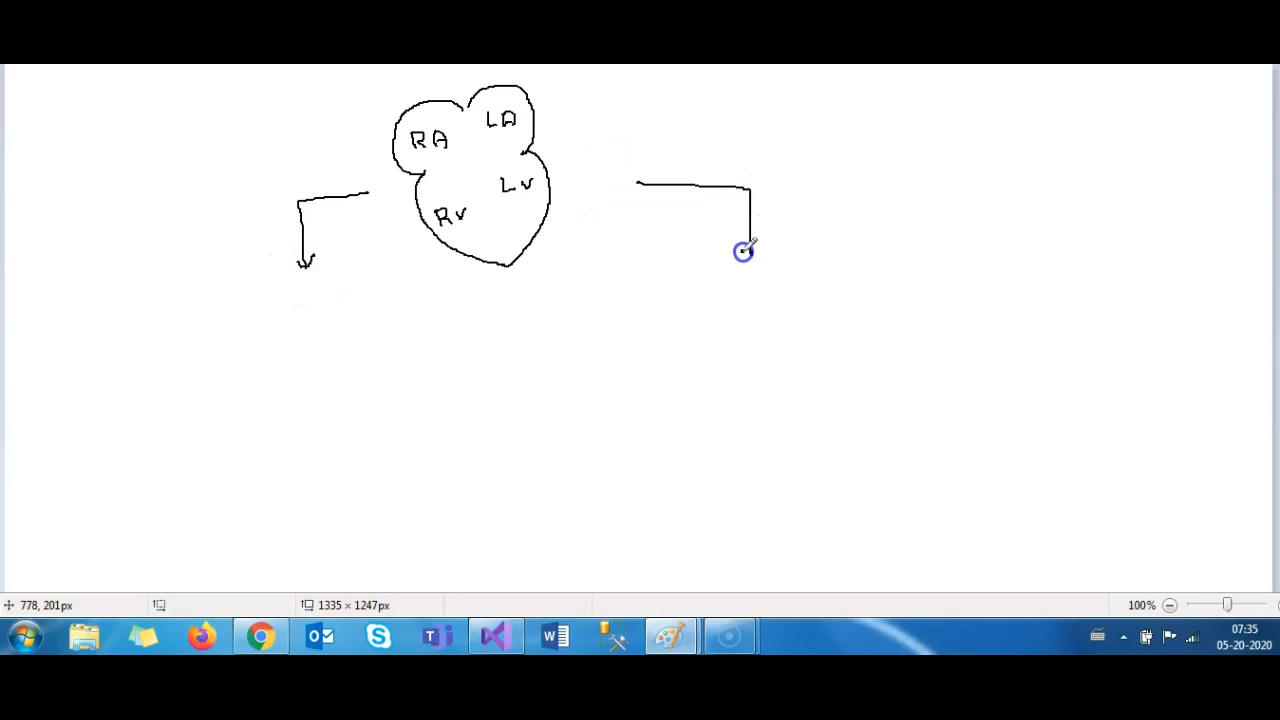 LA
RA
Lv
Rv
778, 201px
1335 × 1247px
100%
07:35
05-20-2020